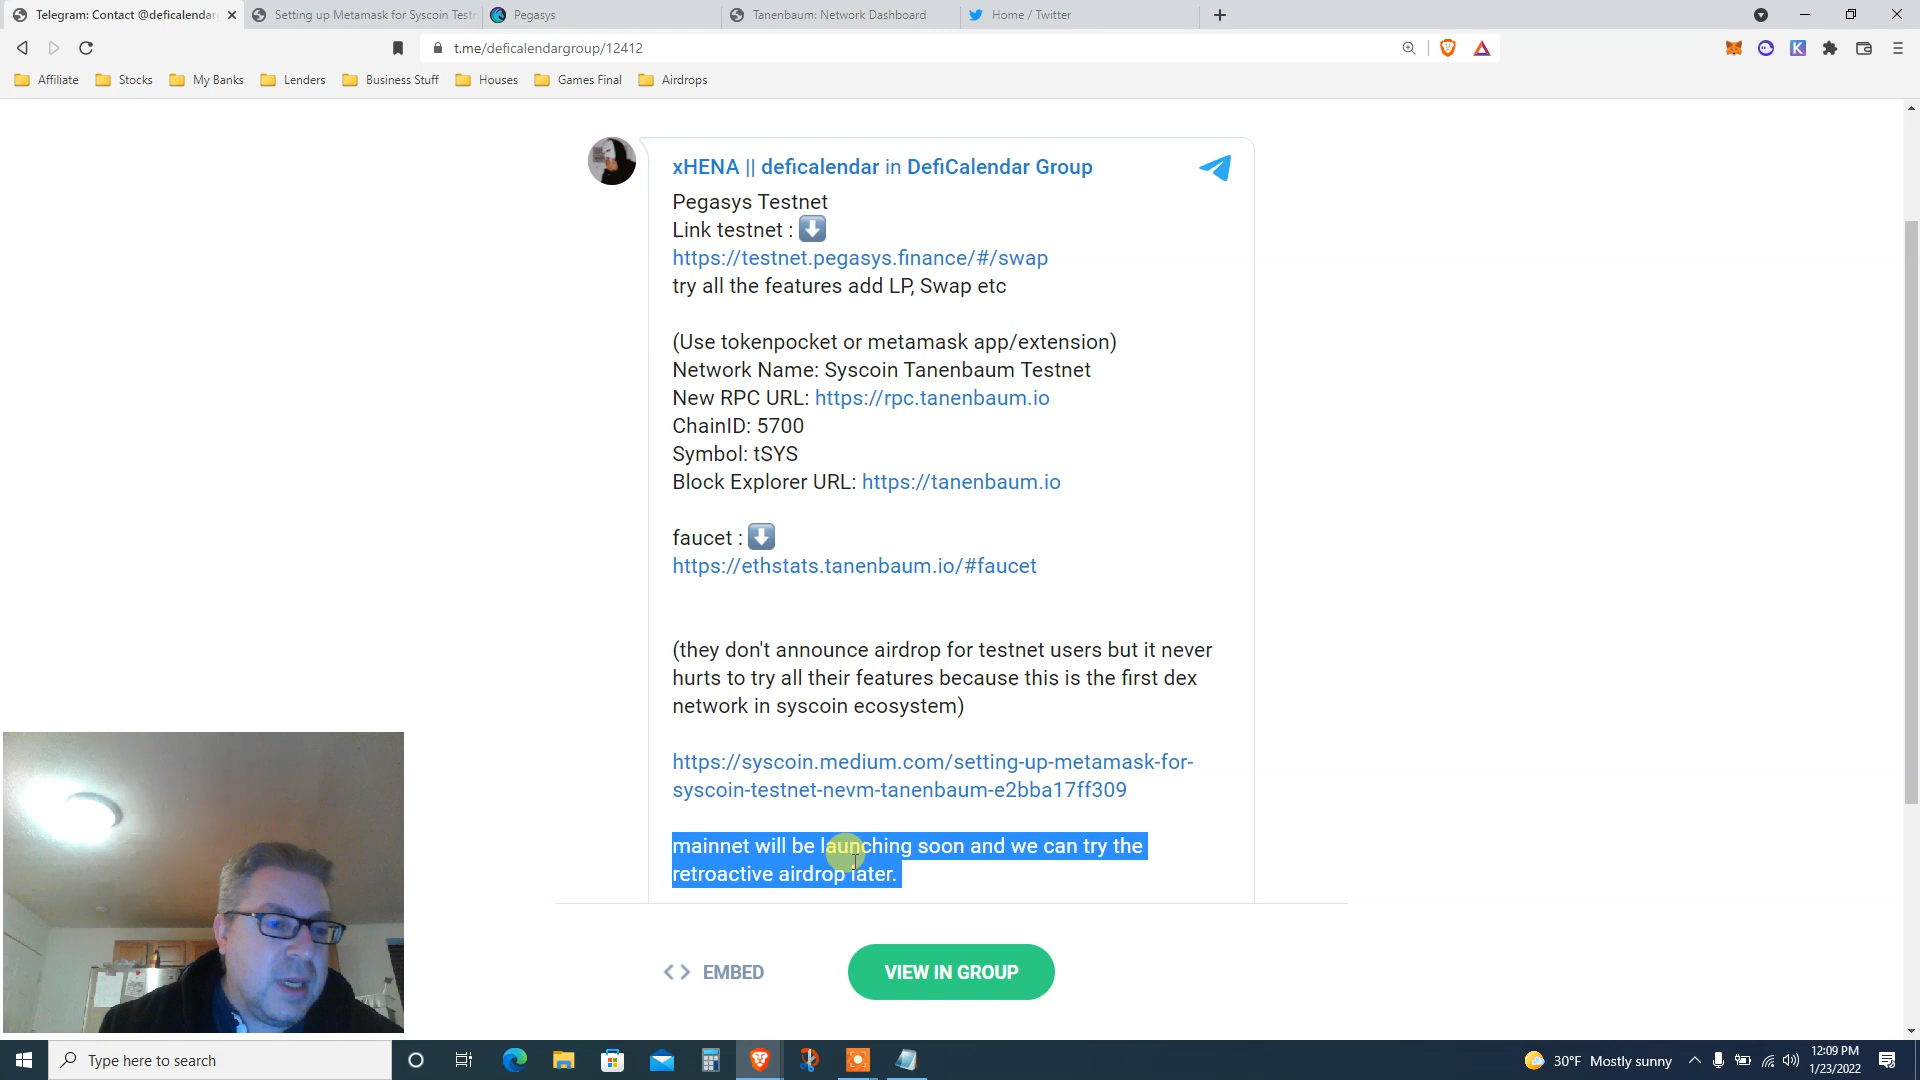 Telegram: Contact @deficalendar
Setting up Metamask for Syscoin Test
Pegasys
Tanenbaum: Network Dashboard
Home / Twitter
t.me/deficalendargroup/12412
Affiliate
Stocks
My Banks
Lenders
Business Stuff
Houses
Games Final
Airdrops
xHENA || deficalendar in DefiCalendar Group
Pegasys Testnet
Link testnet :
https://testnet.pegasys.finance/#/swap
try all the features add LP, Swap etc
(Use tokenpocket or metamask app/extension)
Network Name: Syscoin Tanenbaum Testnet
New RPC URL: https://rpc.tanenbaum.io
ChainID: 5700
Symbol: tSYS
Block Explorer URL: https://tanenbaum.io
faucet :
https://ethstats.tanenbaum.io/#faucet
(they don't announce airdrop for testnet users but it never
hurts to try all their features because this is the first dex
network in syscoin ecosystem)
https://syscoin.medium.com/setting-up-metamask-for-
syscoin-testnet-nevm-tanenbaum-e2bba17ff309
mainnet will be launching soon and we can try the
retroactive airdrop later.
<> EMBED
VIEW IN GROUP
Type here to search
30°F Mostly sunny
12:09 PM
1/23/2022